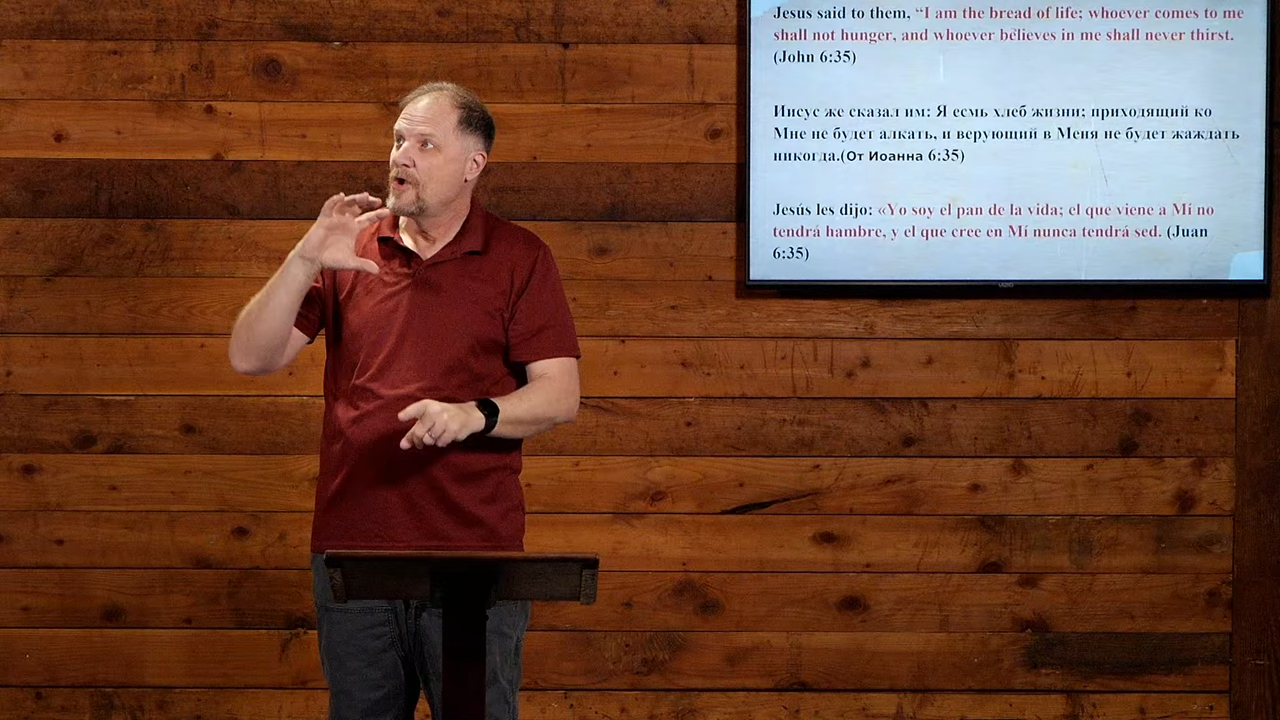 Jesus said to them, “I am the bread of life; whoever comes to me
shall not hunger, and whoever believes in me shall never thirst.
(John 6:35)
Иисус же сказал им: Я есмь хлеб жизни; приходящий ко
Мне не будет алкать, и верующий в Меня не будет жаждать
никогда.(От Иоанна 6:35)
Jesús les dijo: «Yo soy el pan de la vida; el que viene a Mí no
tendrá hambre, y el que cree en Mí nunca tendrá sed. (Juan
6:35)
VIZIO